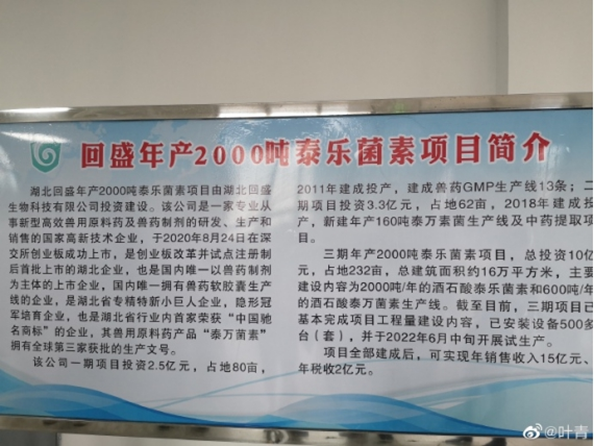 回盛年产2000吨泰乐菌素项目简介
湖北回盛年产2000吨泰乐菌素项目由湖北回盛
生物科技有限公司投资建设。该公司是一家专业从
事新型高效兽用原料药及兽药制剂的研发、生产和
销售的国家高新技术企业，于2020年8月24日在深
交所创业板成功上市，是创业板改革并试点注册制
后首批上市的湖北企业，也是国内唯一以兽药制剂
为主体的上市企业，国内唯一拥有兽药软胶囊生产
线的企业，是湖北省专精特新小巨人企业，隐形冠
军培育企业，也是湖北省行业内首家荣获“中国驰
名商标”的企业，其兽用原料药产品“泰万菌素”
拥有全球第三家获批的生产文号。
该公司一期项目投资2.5亿元，占地80亩，
2011年建成投产，建成兽药GMP生产线13条；二
期项目投资3.3亿元，占地62亩，2018年建成投
产，新建年产160吨泰万菌素生产线及中药提取项
目。
三期年产2000吨泰乐菌素项目，总投资10亿
元，占地232亩，总建筑面积约16万平方米，主要
建设内容为2000吨/年的酒石酸泰乐菌素和600吨/年
的酒石酸泰万菌素生产线。截至目前，三期项目已
基本完成项目工程量建设内容，已安装设备500多
台（套），并于2022年6月中旬开展试生产。
项目全部建成后，可实现年销售收入15亿元、
年税收2亿元。
@叶青